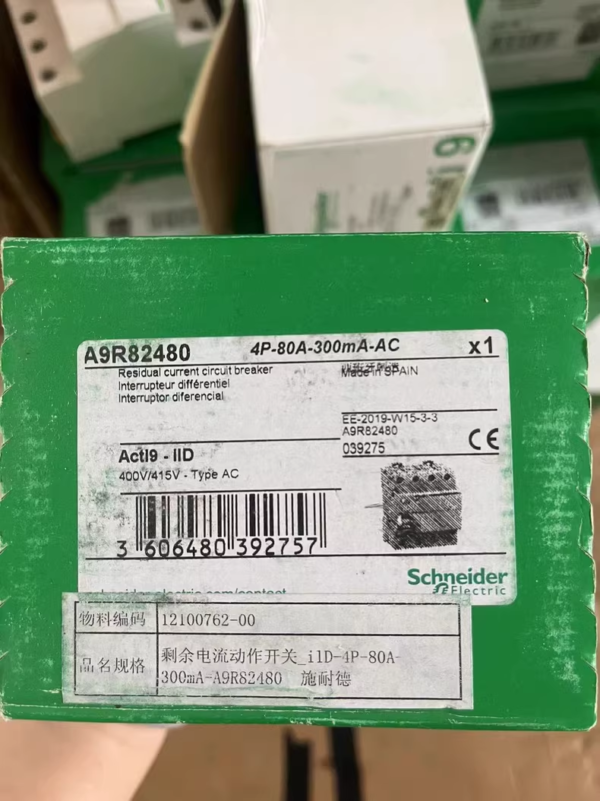 Schneider
A9R82480 4P-80A-300mA-AC x1
Residual current circuit breaker
Interrupteur différentiel
Interruptor diferencial
Made in SPAIN
EE-2019-W15-3-3
A9R82480
039275
CE
Acti9 - iID
400V/415V - Type AC
3 606480 392757
Schneider
Electric
物料编码 12100762-00
品名规格 剩余电流动作开关_i1D-4P-80A-
300mA-A9R82480 施耐德